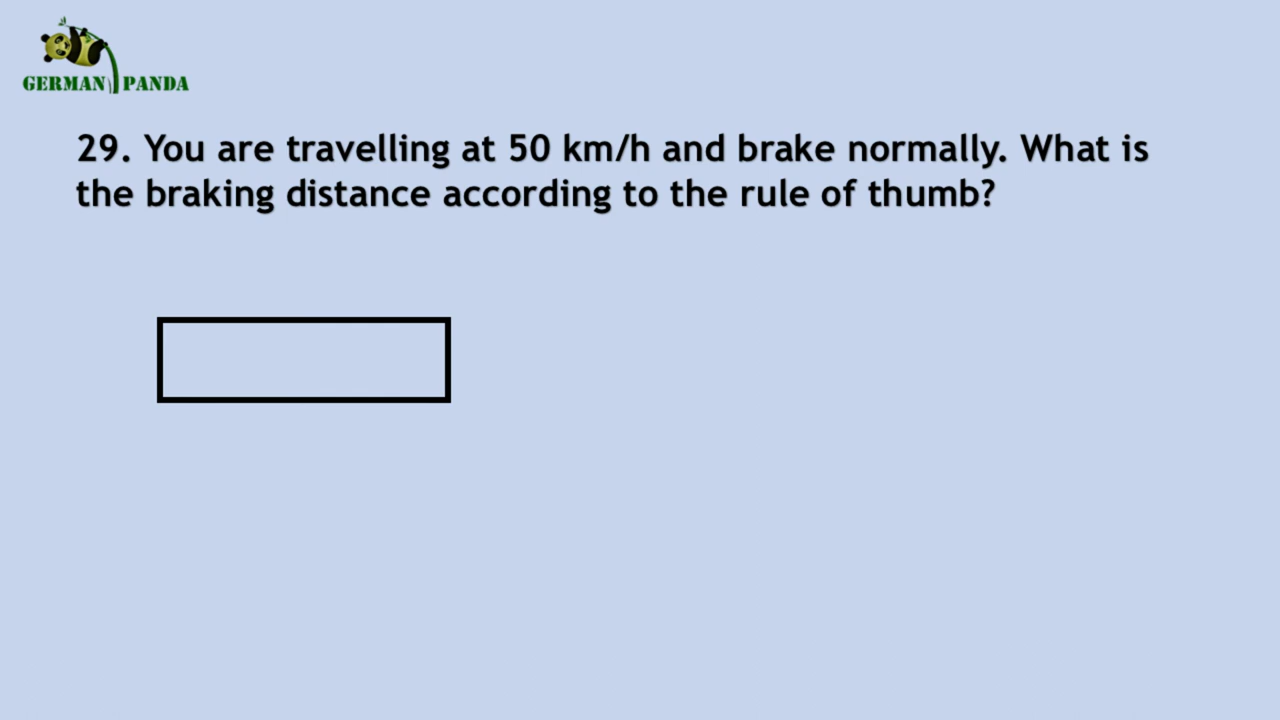 GERMAN PANDA
29. You are travelling at 50 km/h and brake normally. What is
the braking distance according to the rule of thumb?